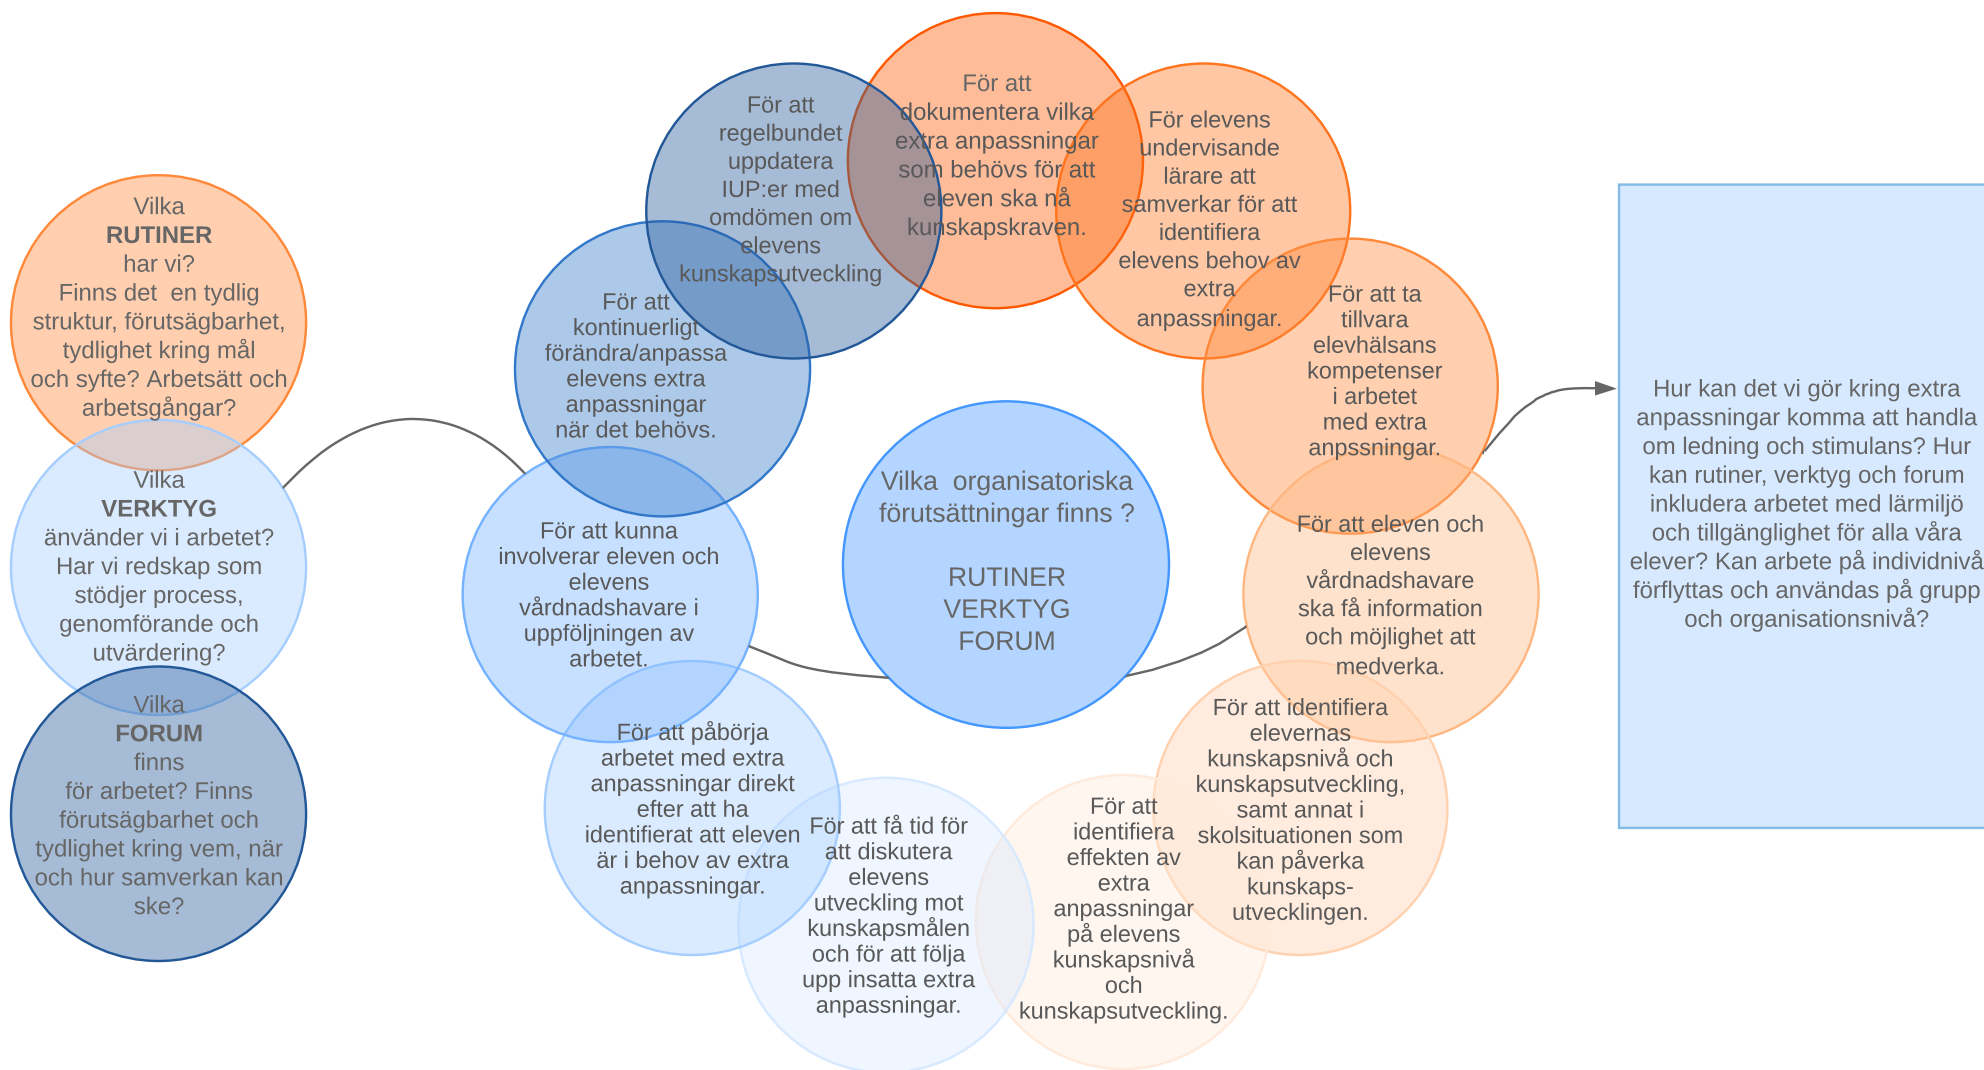 Vilka
RUTINER
har vi?
Finns det  en tydlig
struktur, förutsägbarhet,
tydlighet kring mål
och syfte? Arbetsätt och
arbetsgångar?
Vilka
VERKTYG
änvänder vi i arbetet?
Har vi redskap som
stödjer process,
genomförande och
utvärdering?
Vilka
FORUM
finns
för arbetet? Finns
förutsägbarhet och
tydlighet kring vem, när
och hur samverkan kan
ske?
För att
dokumentera vilka
extra anpassningar
som behövs för att
eleven ska nå
kunskapskraven.
För elevens
undervisande
lärare att
samverkar för att
identifiera
elevens behov av
extra
anpassningar.
För att ta
tillvara
elevhälsans
kompetenser
i arbetet
med extra
anpssningar.
För att eleven och
elevens
vårdnadshavare
ska få information
och möjlighet att
medverka.
För att identifiera
elevernas
kunskapsnivå och
kunskapsutveckling,
samt annat i
skolsituationen som
kan påverka
kunskaps-
utvecklingen.
För att
identifiera
effekten av
extra
anpassningar
på elevens
kunskapsnivå
och
kunskapsutveckling.
För att få tid för
att diskutera
elevens
utveckling mot
kunskapsmålen
och för att följa
upp insatta extra
anpassningar.
För att påbörja
arbetet med extra
anpassningar direkt
efter att ha
identifierat att eleven
är i behov av extra
anpassningar.
För att kunna
involverar eleven och
elevens
vårdnadshavare i
uppföljningen av
arbetet.
För att
kontinuerligt
förändra/anpassa
elevens extra
anpassningar
när det behövs.
För att
regelbundet
uppdatera
IUP:er med
omdömen om
elevens
kunskapsutveckling
Vilka  organisatoriska
förutsättningar finns ?
RUTINER
VERKTYG
FORUM
Hur kan det vi gör kring extra
anpassningar komma att handla
om ledning och stimulans? Hur
kan rutiner, verktyg och forum
inkludera arbetet med lärmiljö
och tillgänglighet för alla våra
elever? Kan arbete på individnivå
förflyttas och användas på grupp
och organisationsnivå?